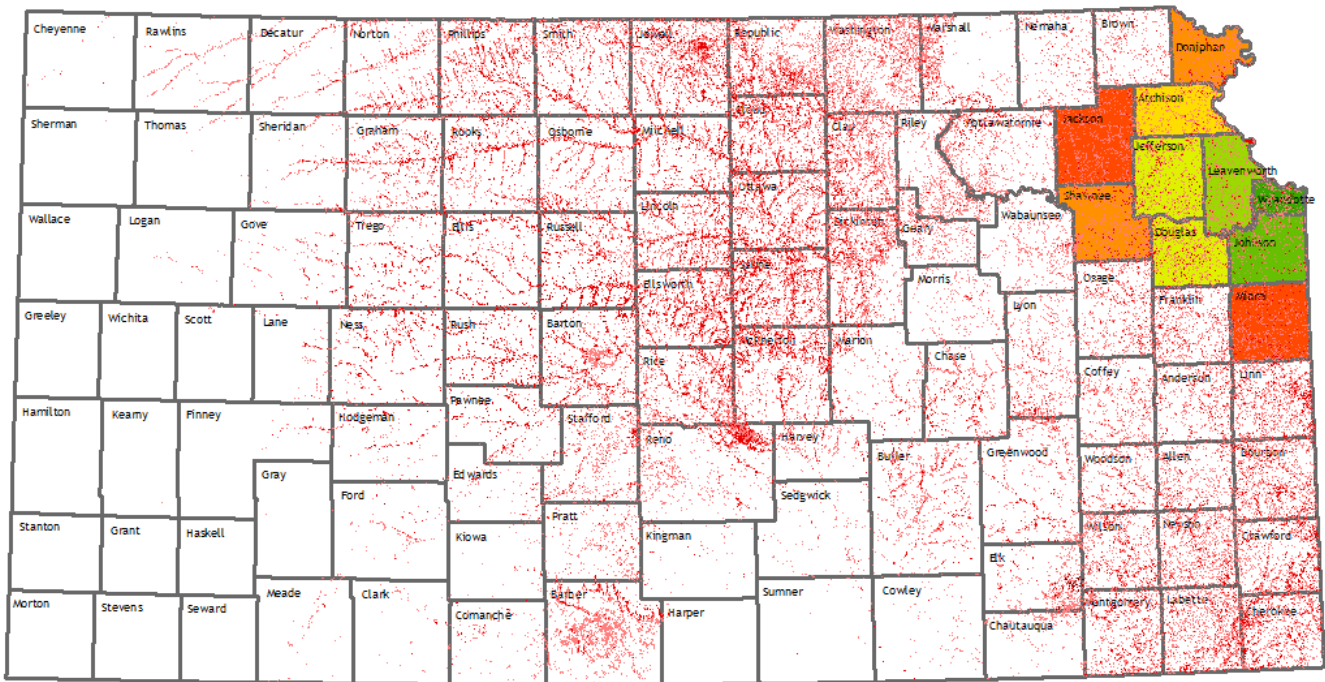 Cheyenne
Rawlins
Decatur
Norton
Phillips
Smith
Jewell
Republic
Washington
Marshall
Nemaha
Brown
Doniphan
Sherman
Thomas
Sheridan
Graham
Rooks
Osborne
Mitchell
Cloud
Clay
Riley
Pottawatomie
Jackson
Atchison
Jefferson
Leavenworth
Wyandotte
Wallace
Logan
Gove
Trego
Ellis
Russell
Lincoln
Ottawa
Dickinson
Geary
Wabaunsee
Shawnee
Douglas
Johnson
Greeley
Wichita
Scott
Lane
Ness
Rush
Barton
Ellsworth
Saline
Morris
Lyon
Osage
Franklin
Miami
Hamilton
Kearny
Finney
Hodgeman
Pawnee
Stafford
Rice
McPherson
Marion
Chase
Coffey
Anderson
Linn
Gray
Ford
Edwards
Reno
Harvey
Butler
Greenwood
Woodson
Allen
Bourbon
Stanton
Grant
Haskell
Kiowa
Pratt
Kingman
Sedgwick
Elk
Wilson
Neosho
Crawford
Morton
Stevens
Seward
Meade
Clark
Comanche
Barber
Harper
Sumner
Cowley
Chautauqua
Montgomery
Labette
Cherokee